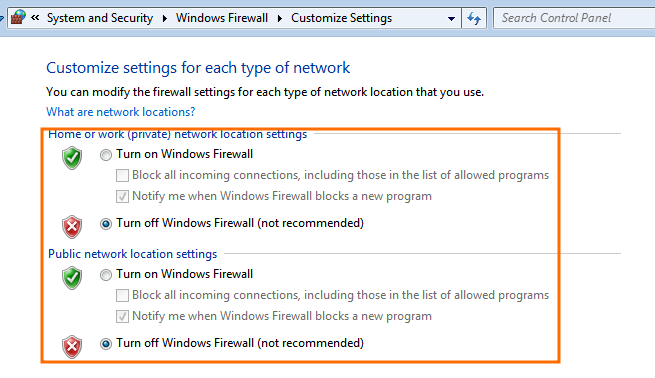 System and Security Windows Firewall Customize Settings Search Control Panel
Customize settings for each type of network
You can modify the firewall settings for each type of network location that you use.
What are network locations?
Home or work (private) network location settings
Turn on Windows Firewall
Block all incoming connections, including those in the list of allowed programs
Notify me when Windows Firewall blocks a new program
Turn off Windows Firewall (not recommended)
Public network location settings
Turn on Windows Firewall
Block all incoming connections, including those in the list of allowed programs
Notify me when Windows Firewall blocks a new program
Turn off Windows Firewall (not recommended)